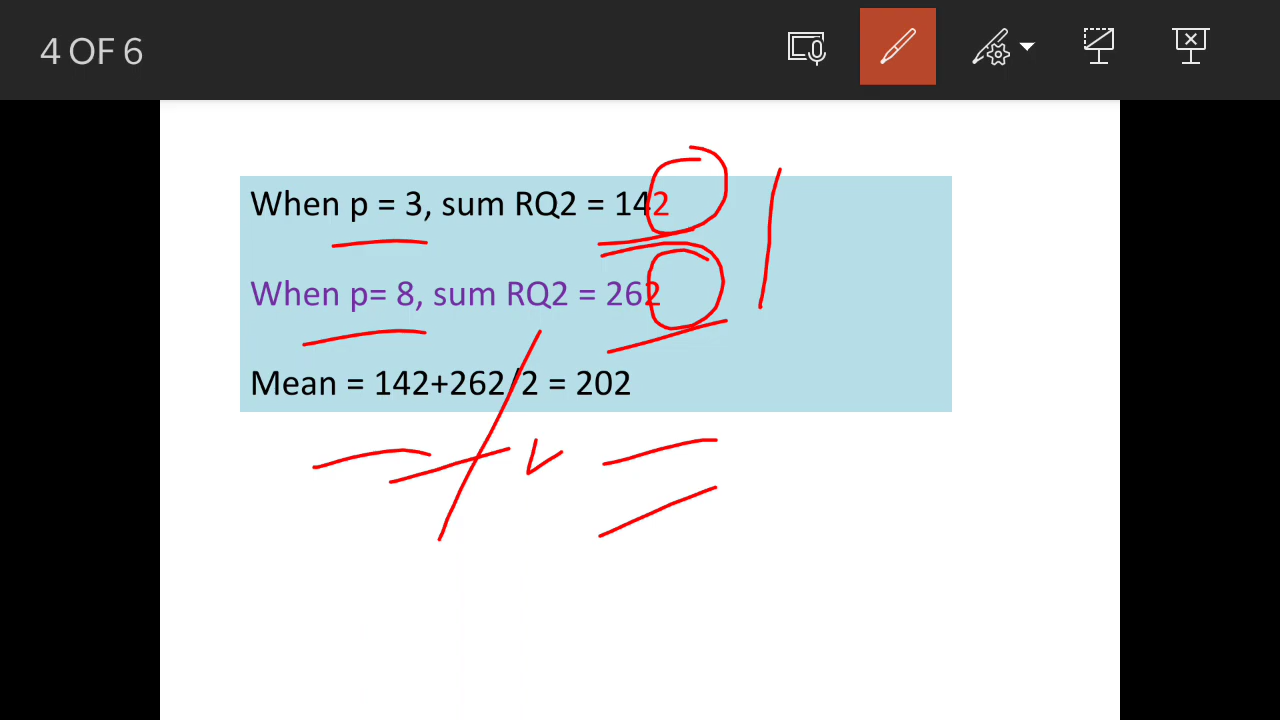 4 OF 6
When p = 3, sum RQ2 = 142
When p= 8, sum RQ2 = 262
Mean = 142+262/2 = 202